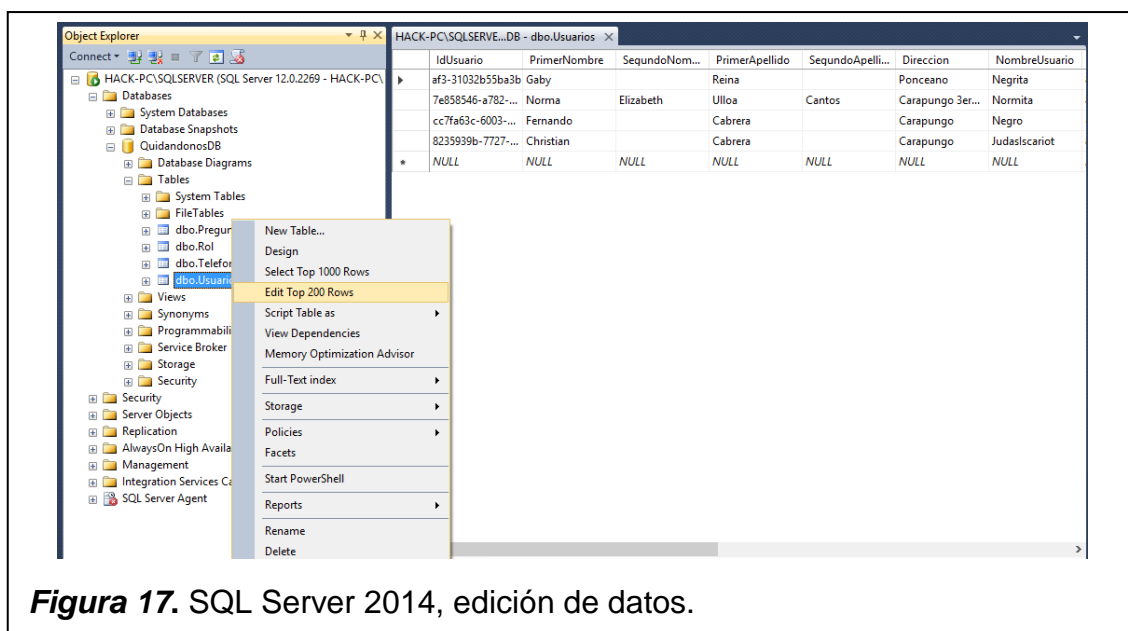 Object Explorer
Connect
HACK-PC\SQLSERVER (SQL Server 12.0.2269 - HACK-PC\
Databases
System Databases
Database Snapshots
QuidandonosDB
Database Diagrams
Tables
System Tables
FileTables
dbo.Pregur
dbo.Rol
dbo.Telefor
dbo.Usuario
Views
Synonyms
Programmabili
Service Broker
Storage
Security
Security
Server Objects
Replication
AlwaysOn High Availa
Management
Integration Services Ca
SQL Server Agent
New Table...
Design
Select Top 1000 Rows
Edit Top 200 Rows
Script Table as
View Dependencies
Memory Optimization Advisor
Full-Text index
Storage
Policies
Facets
Start PowerShell
Reports
Rename
Delete
HACK-PC\SQLSERVE...DB - dbo.Usuarios
IdUsuario PrimerNombre SegundoNom... PrimerApellido SegundoApelli... Direccion NombreUsuario
af3-31032b55ba3b Gaby Reina Ponceano Negrita
7e858546-a782-... Norma Elizabeth Ulloa Cantos Carapungo 3er... Normita
cc7fa63c-6003-... Fernando Cabrera Carapungo Negro
8235939b-7727-... Christian Cabrera Carapungo JudasIscariot
NULL NULL NULL NULL NULL NULL NULL
Figura 17. SQL Server 2014, edición de datos.